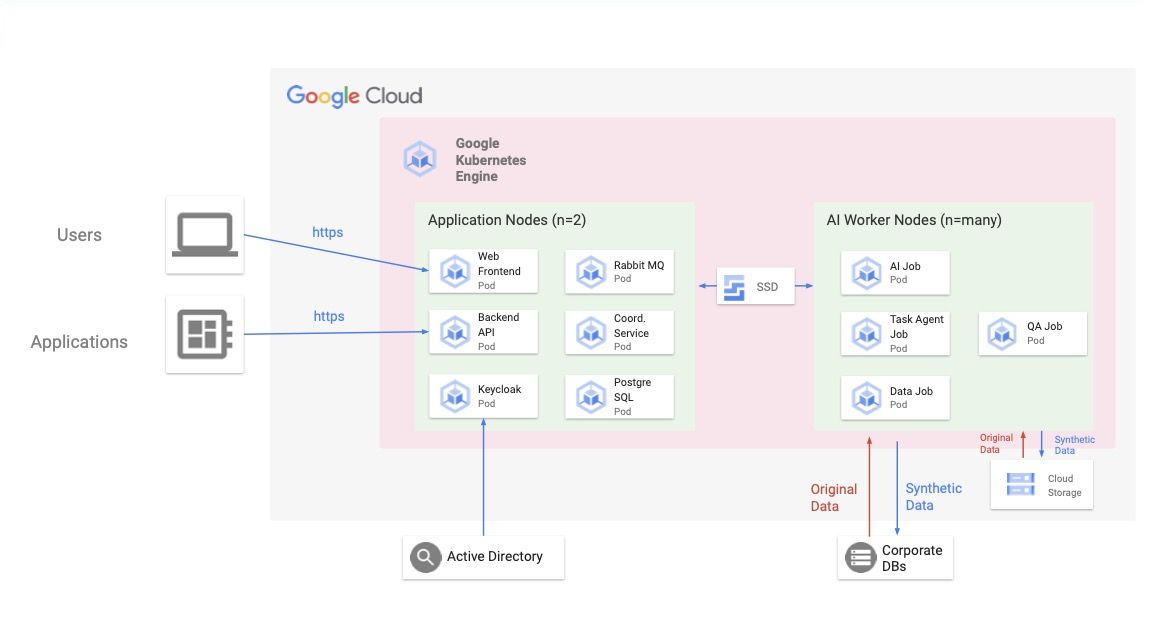 Google Cloud
Google
Kubernetes
Engine
Users
https
Applications
https
Application Nodes (n=2)
Web
Frontend
Pod
Rabbit MQ
Pod
Backend
API
Pod
Coord.
Service
Pod
Keycloak
Pod
Postgre
SQL
Pod
SSD
AI Worker Nodes (n=many)
AI Job
Pod
Task Agent
Job
Pod
QA Job
Pod
Data Job
Pod
Original
Data
Synthetic
Data
Cloud
Storage
Original
Data
Synthetic
Data
Active Directory
Corporate
DBs